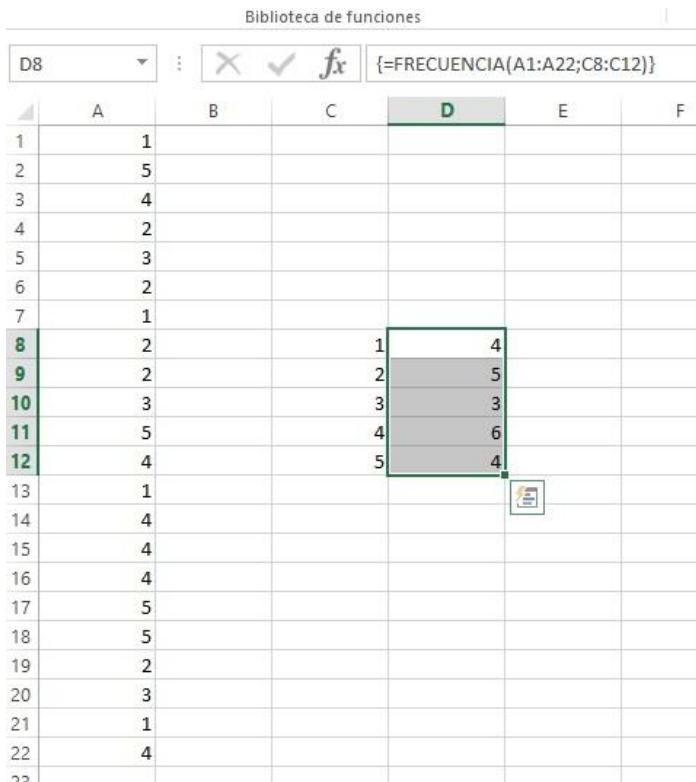 Biblioteca de funciones
D8 fx {=FRECUENCIA(A1:A22;C8:C12)}
A B C D E F
1 1
2 5
3 4
4 2
5 3
6 2
7 1
8 2 1 4
9 2 2 5
10 3 3 3
11 5 4 6
12 4 5 4
13 1
14 4
15 4
16 4
17 5
18 5
19 2
20 3
21 1
22 4
23